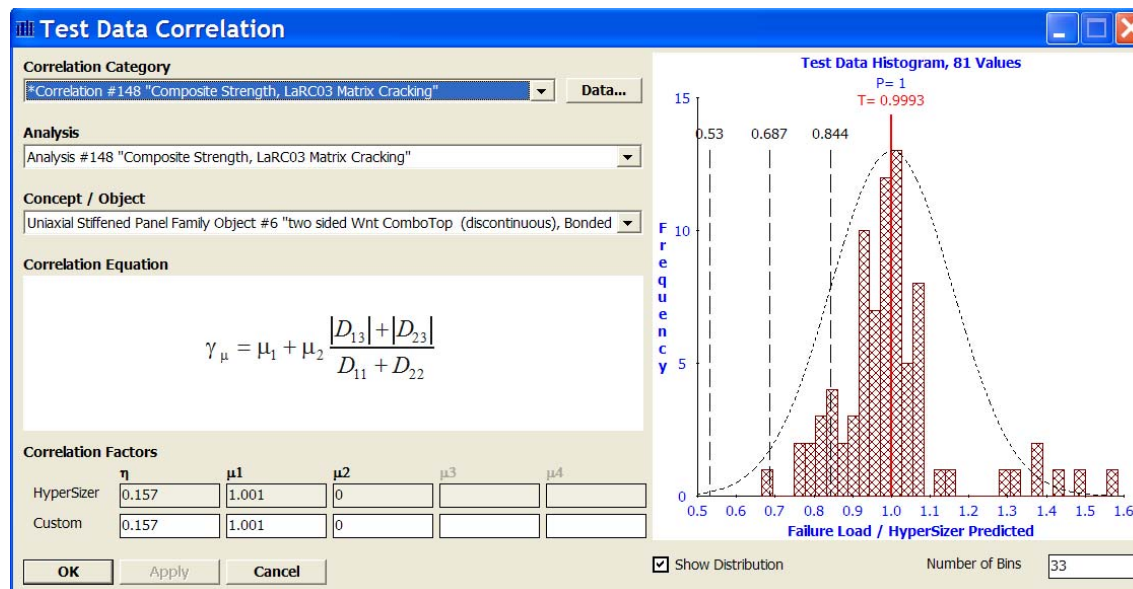 Test Data Correlation
Correlation Category
*Correlation #148 "Composite Strength, LaRC03 Matrix Cracking"
Data...
Analysis
Analysis #148 "Composite Strength, LaRC03 Matrix Cracking"
Concept / Object
Uniaxial Stiffened Panel Family Object #6 "two sided Wnt ComboTop (discontinuous), Bonded
Correlation Equation
γ μ = μ1 + μ2 |D13| + |D23|
D11 + D22
Correlation Factors
η μ1 μ2 μ3 μ4
HyperSizer 0.157 1.001 0
Custom 0.157 1.001 0
OK Apply Cancel
Test Data Histogram, 81 Values
P= 1
T= 0.9993
15
0.53 0.687 0.844
10
5
0
Frequency
0.5 0.6 0.7 0.8 0.9 1.0 1.1 1.2 1.3 1.4 1.5 1.6
Failure Load / HyperSizer Predicted
Show Distribution
Number of Bins 33